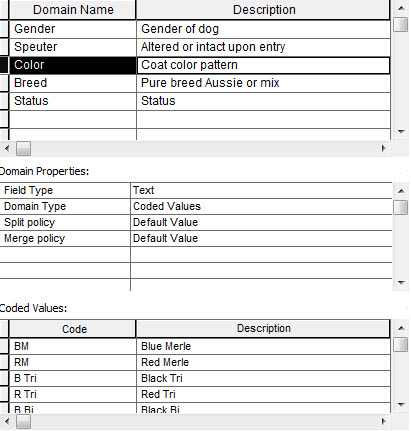 Domain Name Description
Gender Gender of dog
Speuter Altered or intact upon entry
Color Coat color pattern
Breed Pure breed Aussie or mix
Status Status
Domain Properties:
Field Type Text
Domain Type Coded Values
Split policy Default Value
Merge policy Default Value
Coded Values:
Code Description
BM Blue Merle
RM Red Merle
B Tri Black Tri
R Tri Red Tri
B Bi Black Bi